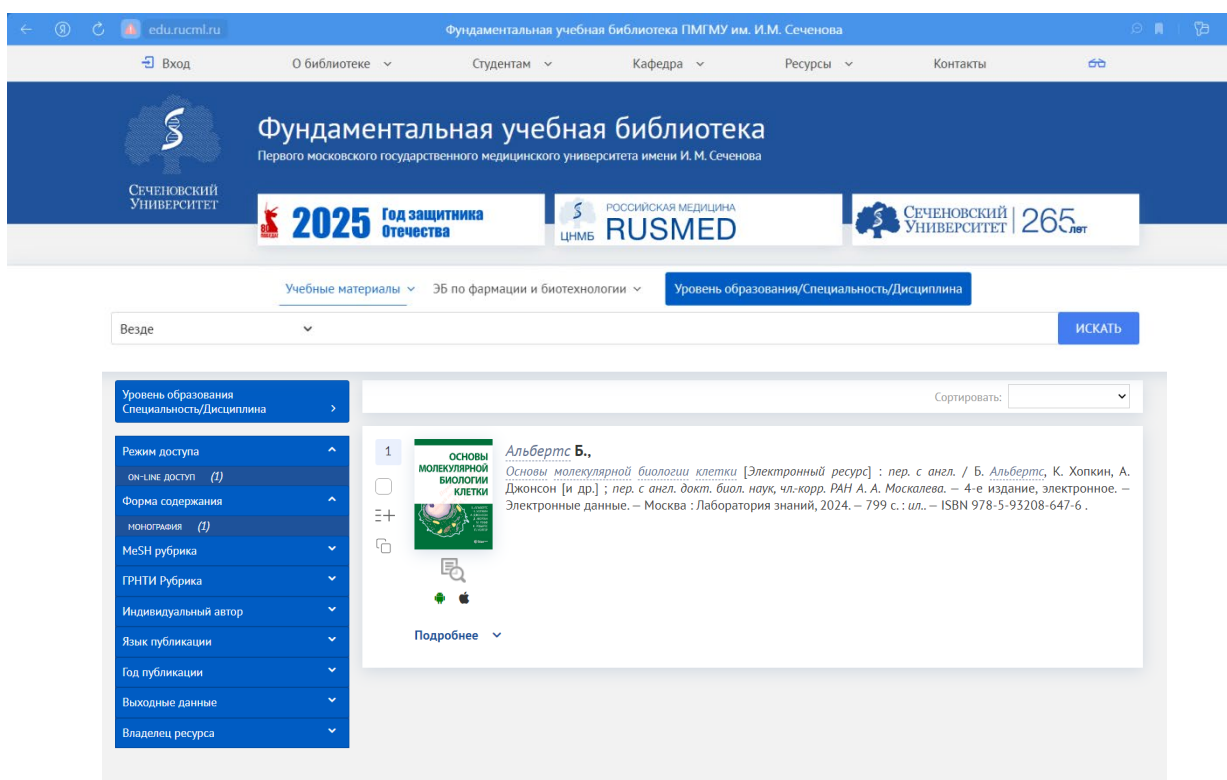 edu.rucml.ru Фундаментальная учебная библиотека ПМГМУ им. И.М. Сеченова
Вход О библиотеке Студентам Кафедра Ресурсы Контакты
Фундаментальная учебная библиотека
Первого московского государственного медицинского университета имени И. М. Сеченова
Сеченовский
Университет
2025 Год защитника
Отечества
ЦНМБ РОССИЙСКАЯ МЕДИЦИНА
RUSMED
Сеченовский
Университет 265 лет
Учебные материалы ЭБ по фармации и биотехнологии Уровень образования/Специальность/Дисциплина
Везде ИСКАТЬ
Уровень образования
Специальность/Дисциплина
Сортировать:
Режим доступа
ON-LINE ДОСТУП (1)
Форма содержания
МОНОГРАФИЯ (1)
MeSH рубрика
ГРНТИ Рубрика
Индивидуальный автор
Язык публикации
Год публикации
Выходные данные
Владелец ресурса
1
ОСНОВЫ
МОЛЕКУЛЯРНОЙ
БИОЛОГИИ
КЛЕТКИ
Альбертс Б.,
Основы молекулярной биологии клетки [Электронный ресурс] : пер. с англ. / Б. Альбертс, К. Хопкин, А.
Джонсон [и др.] ; пер. с англ. докт. биол. наук, чл.-корр. РАН А. А. Москалева. — 4-е издание, электронное. —
Электронные данные. — Москва : Лаборатория знаний, 2024. — 799 с. : ил.. — ISBN 978-5-93208-647-6 .
Подробнее